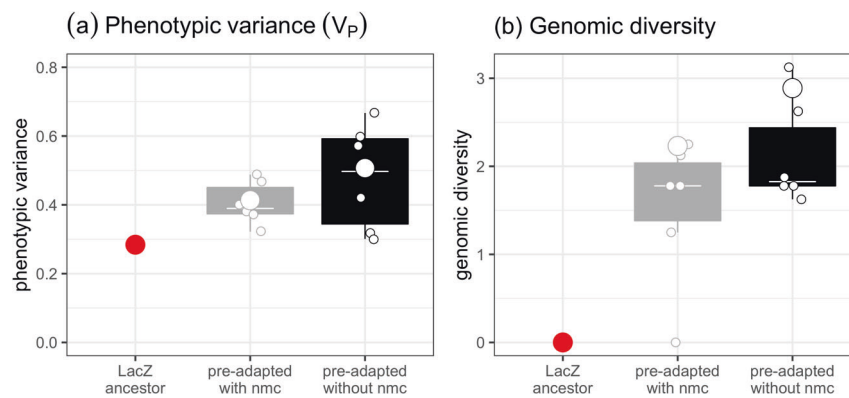 (a) Phenotypic variance (VP)
phenotypic variance
0.8
0.6
0.4
0.2
0.0
LacZ
ancestor
pre-adapted
with nmc
pre-adapted
without nmc
(b) Genomic diversity
genomic diversity
3
2
1
0
LacZ
ancestor
pre-adapted
with nmc
pre-adapted
without nmc